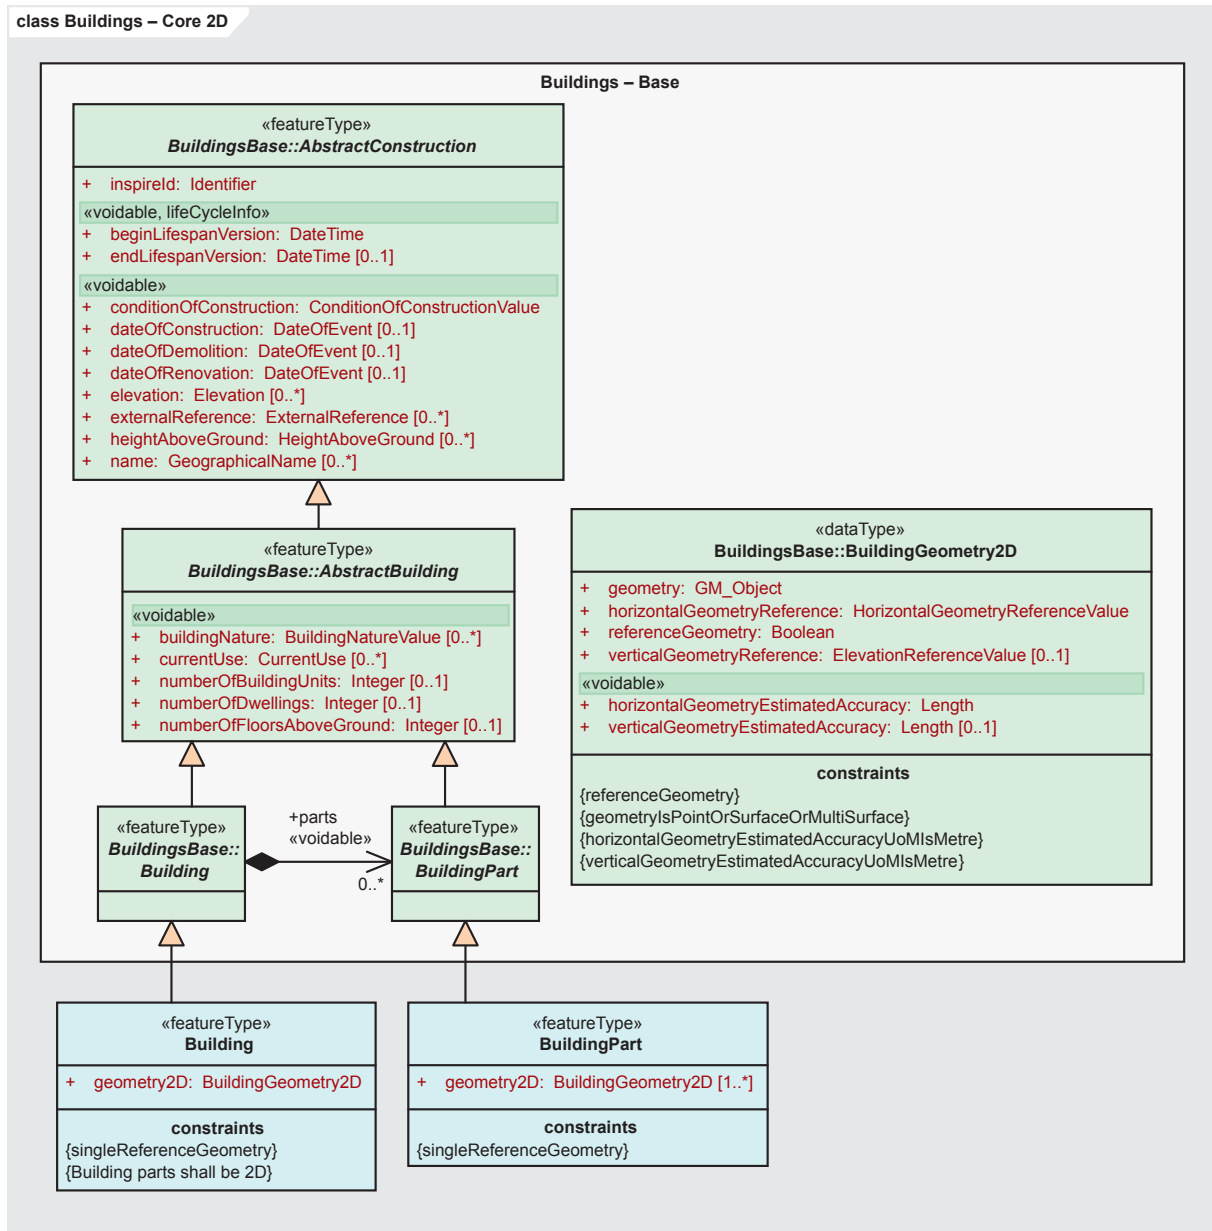 class Buildings – Core 2D
Buildings – Base
«featureType»
BuildingsBase::AbstractConstruction
+ inspireId: Identifier
«voidable, lifeCycleInfo»
+ beginLifespanVersion: DateTime
+ endLifespanVersion: DateTime [0..1]
«voidable»
+ conditionOfConstruction: ConditionOfConstructionValue
+ dateOfConstruction: DateOfEvent [0..1]
+ dateOfDemolition: DateOfEvent [0..1]
+ dateOfRenovation: DateOfEvent [0..1]
+ elevation: Elevation [0..*]
+ externalReference: ExternalReference [0..*]
+ heightAboveGround: HeightAboveGround [0..*]
+ name: GeographicalName [0..*]
«featureType»
BuildingsBase::AbstractBuilding
«voidable»
+ buildingNature: BuildingNatureValue [0..*]
+ currentUse: CurrentUse [0..*]
+ numberOfBuildingUnits: Integer [0..1]
+ numberOfDwellings: Integer [0..1]
+ numberOfFloorsAboveGround: Integer [0..1]
«dataType»
BuildingsBase::BuildingGeometry2D
+ geometry: GM_Object
+ horizontalGeometryReference: HorizontalGeometryReferenceValue
+ referenceGeometry: Boolean
+ verticalGeometryReference: ElevationReferenceValue [0..1]
«voidable»
+ horizontalGeometryEstimatedAccuracy: Length
+ verticalGeometryEstimatedAccuracy: Length [0..1]
constraints
{referenceGeometry}
{geometryIsPointOrSurfaceOrMultiSurface}
{horizontalGeometryEstimatedAccuracyUoMIsMetre}
{verticalGeometryEstimatedAccuracyUoMIsMetre}
«featureType»
BuildingsBase::
Building
+parts
«voidable»
0..*
«featureType»
BuildingsBase::
BuildingPart
«featureType»
Building
+ geometry2D: BuildingGeometry2D
constraints
{singleReferenceGeometry}
{Building parts shall be 2D}
«featureType»
BuildingPart
+ geometry2D: BuildingGeometry2D [1..*]
constraints
{singleReferenceGeometry}